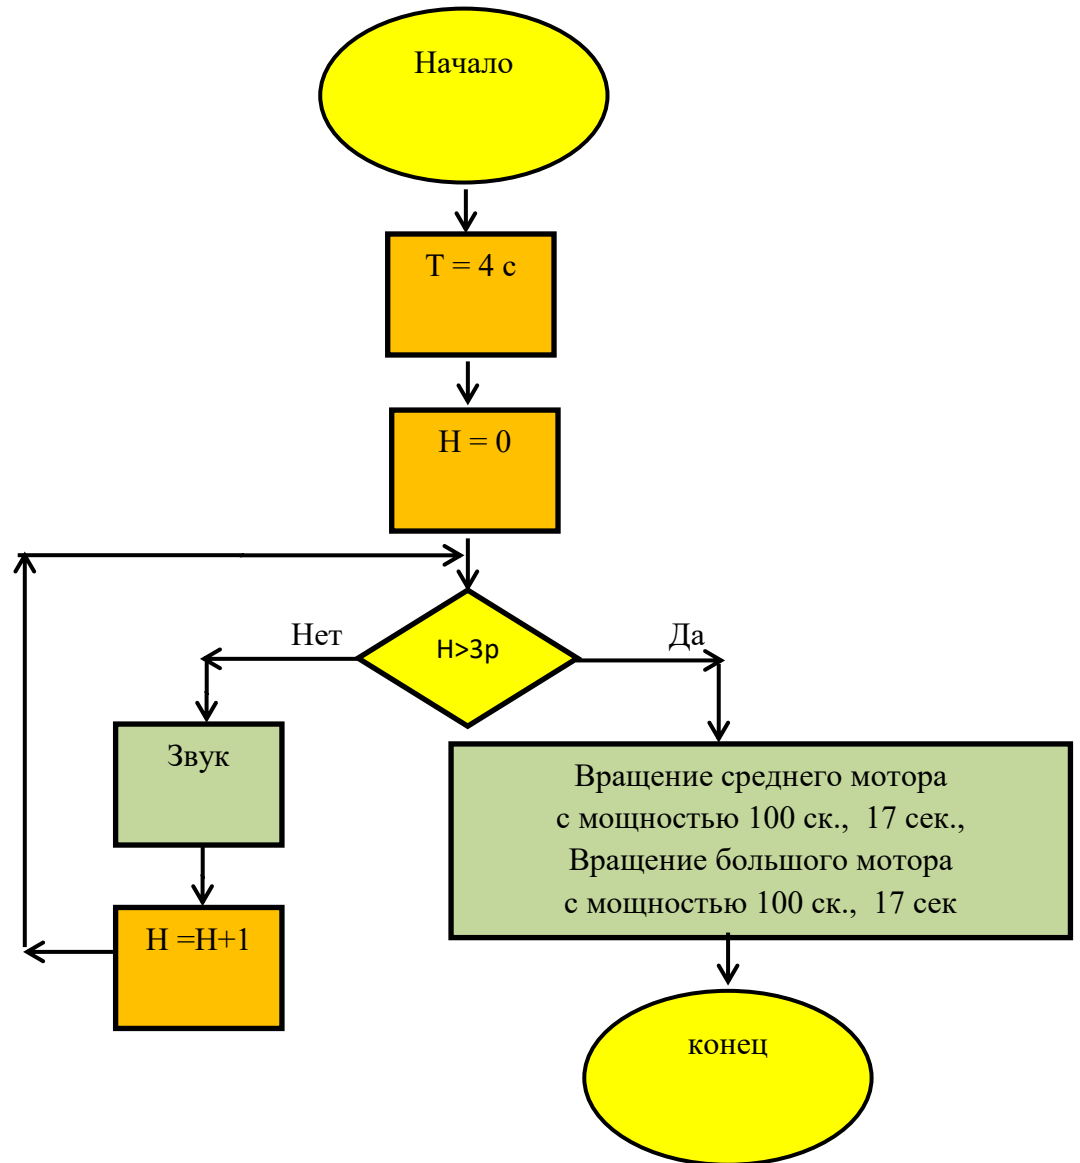 Начало
Т = 4 с
Н = 0
Н>3р
Нет
Да
Звук
Н =Н+1
Вращение среднего мотора
с мощностью 100 ск., 17 сек.,
Вращение большого мотора
с мощностью 100 ск., 17 сек
конец